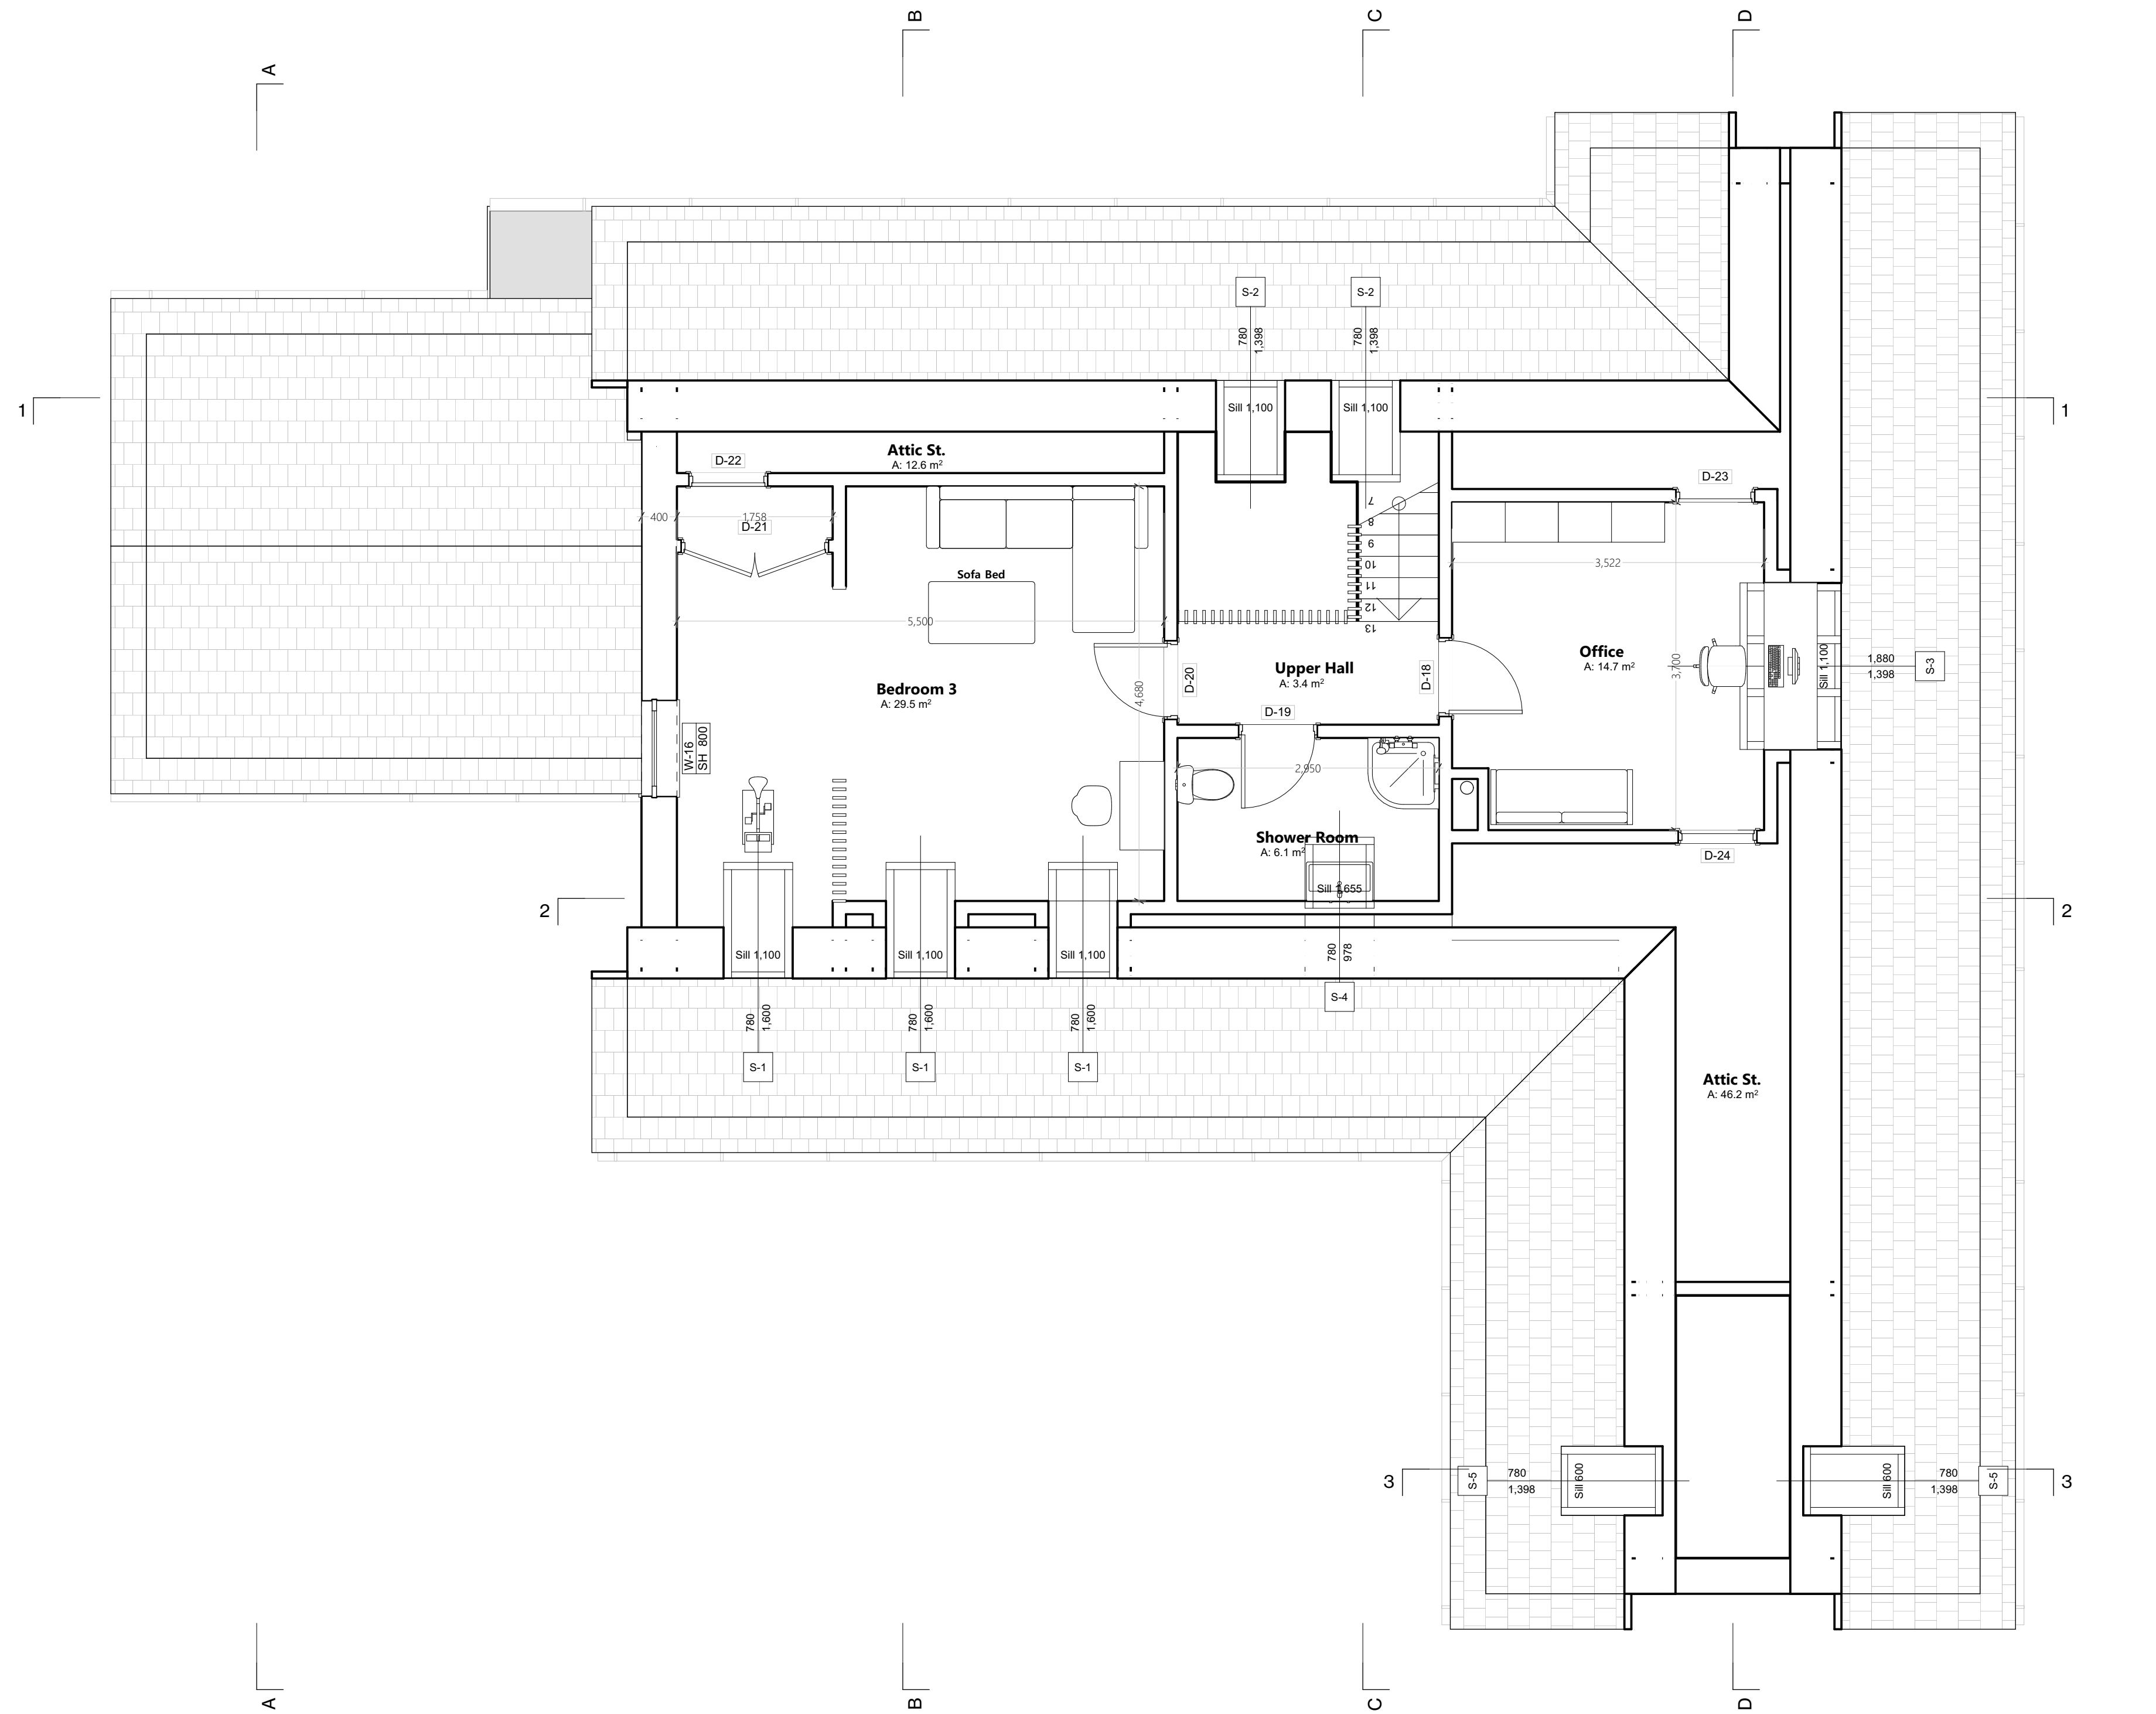 A
B
C
D
S-2
S-2
780
1,398
780
1,398
1
1
Sill 1,100
Sill 1,100
Attic St.
A: 12.6 m²
D-22
D-23
400
1,758
D-21
7
8
9
10
11
12
13
3,522
Sofa Bed
5,500
Office
A: 14.7 m²
3,700
Sill 1,100
1,880
1,398
S-3
Upper Hall
A: 3.4 m²
D-20
D-18
Bedroom 3
A: 29.5 m²
4,680
D-19
W-16
SH 800
2,950
Shower Room
A: 6.1 m²
D-24
Sill 1,655
2
2
Sill 1,100
Sill 1,100
Sill 1,100
780
978
S-4
780
1,600
780
1,600
780
1,600
S-1
S-1
S-1
Attic St.
A: 46.2 m²
3
S-5
780
1,398
Sill 600
Sill 600
780
1,398
S-5
3
A
B
C
D